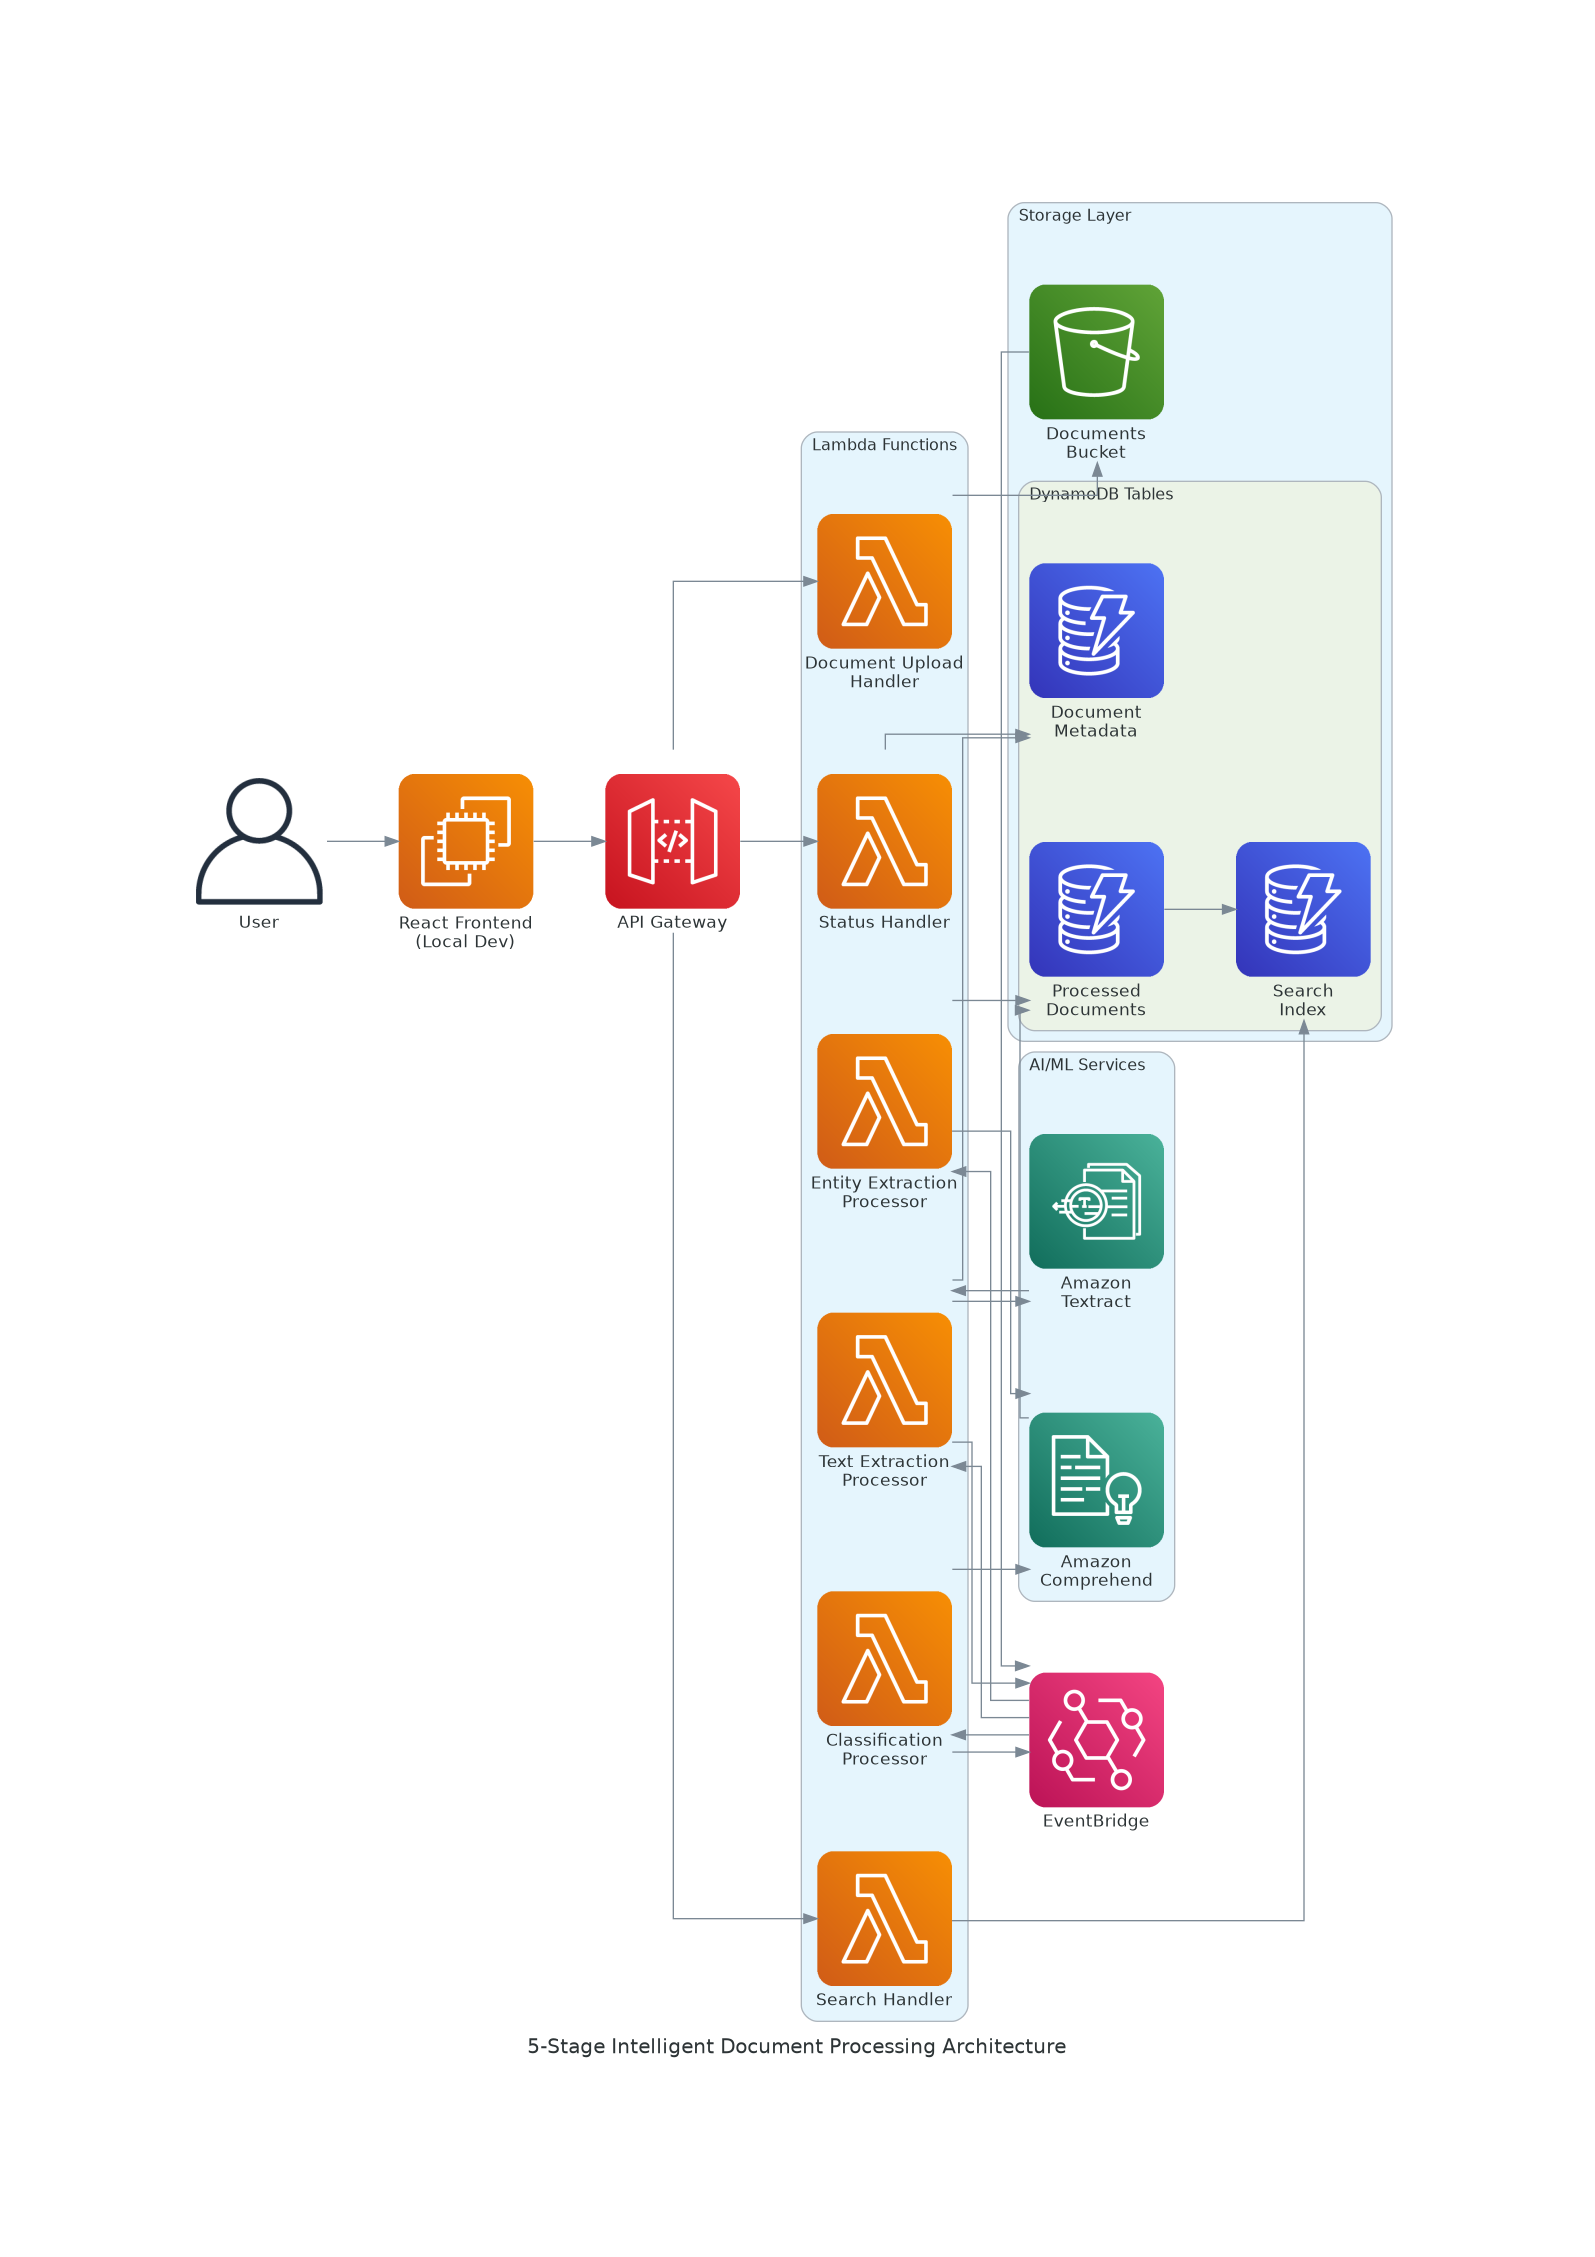 Storage Layer
Documents
Bucket
Lambda Functions
DynamoDB Tables
Document Upload
Handler
Document
Metadata
User
React Frontend
(Local Dev)
API Gateway
Status Handler
Processed
Documents
Search
Index
AI/ML Services
Entity Extraction
Processor
Amazon
Textract
Text Extraction
Processor
Amazon
Comprehend
Classification
Processor
EventBridge
Search Handler
5-Stage Intelligent Document Processing Architecture